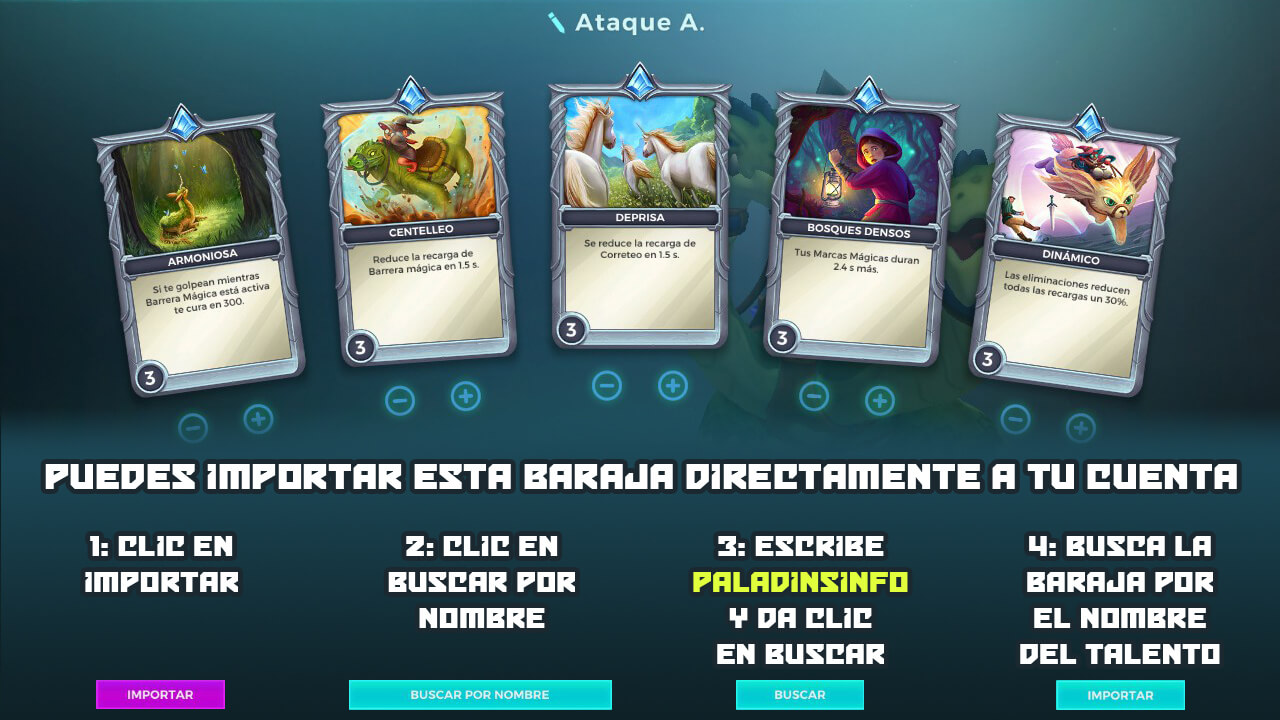 Ataque A.
ARMONIOSA
Si te golpean mientras
Barrera Mágica está activa
te cura en 300.
3
CENTELLEO
Reduce la recarga de
Barrera mágica en 1.5 s.
3
DEPRISA
Se reduce la recarga de
Correteo en 1.5 s.
3
BOSQUES DENSOS
Tus Marcas Mágicas duran
2.4 s más.
3
DINÁMICO
Las eliminaciones reducen
todas las recargas un 30%.
3
PUEDES IMPORTAR ESTA BARAJA DIRECTAMENTE A TU CUENTA
1: CLIC EN
IMPORTAR
IMPORTAR
2: CLIC EN
BUSCAR POR
NOMBRE
BUSCAR POR NOMBRE
3: ESCRIBE
PALADINSINFO
Y DA CLIC
EN BUSCAR
BUSCAR
4: BUSCA LA
BARAJA POR
EL NOMBRE
DEL TALENTO
IMPORTAR